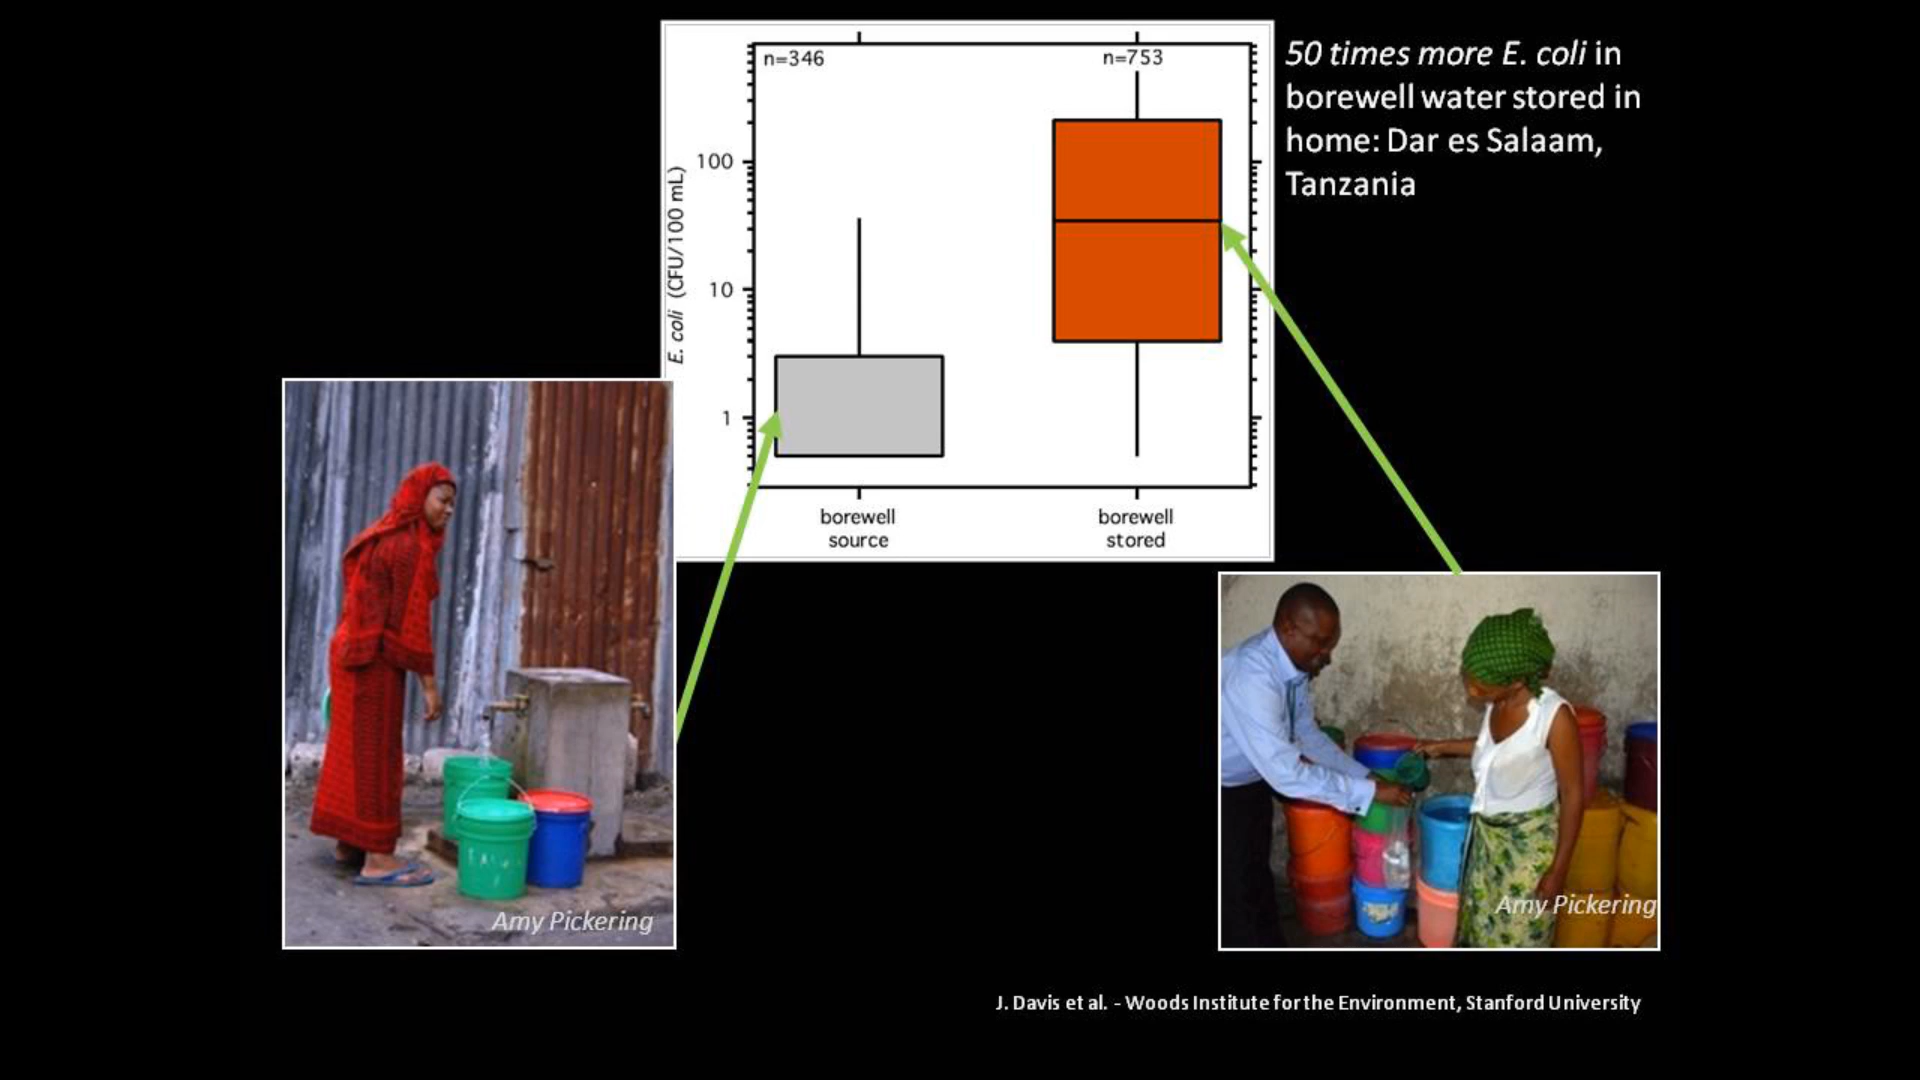 n=346
n=753
50 times more E. coli in
borewell water stored in
home: Dar es Salaam,
Tanzania
100
10
1
E. coli (CFU/100 mL)
borewell
source
borewell
stored
Amy Pickering
Amy Pickering
J. Davis et al. - Woods Institute for the Environment, Stanford University